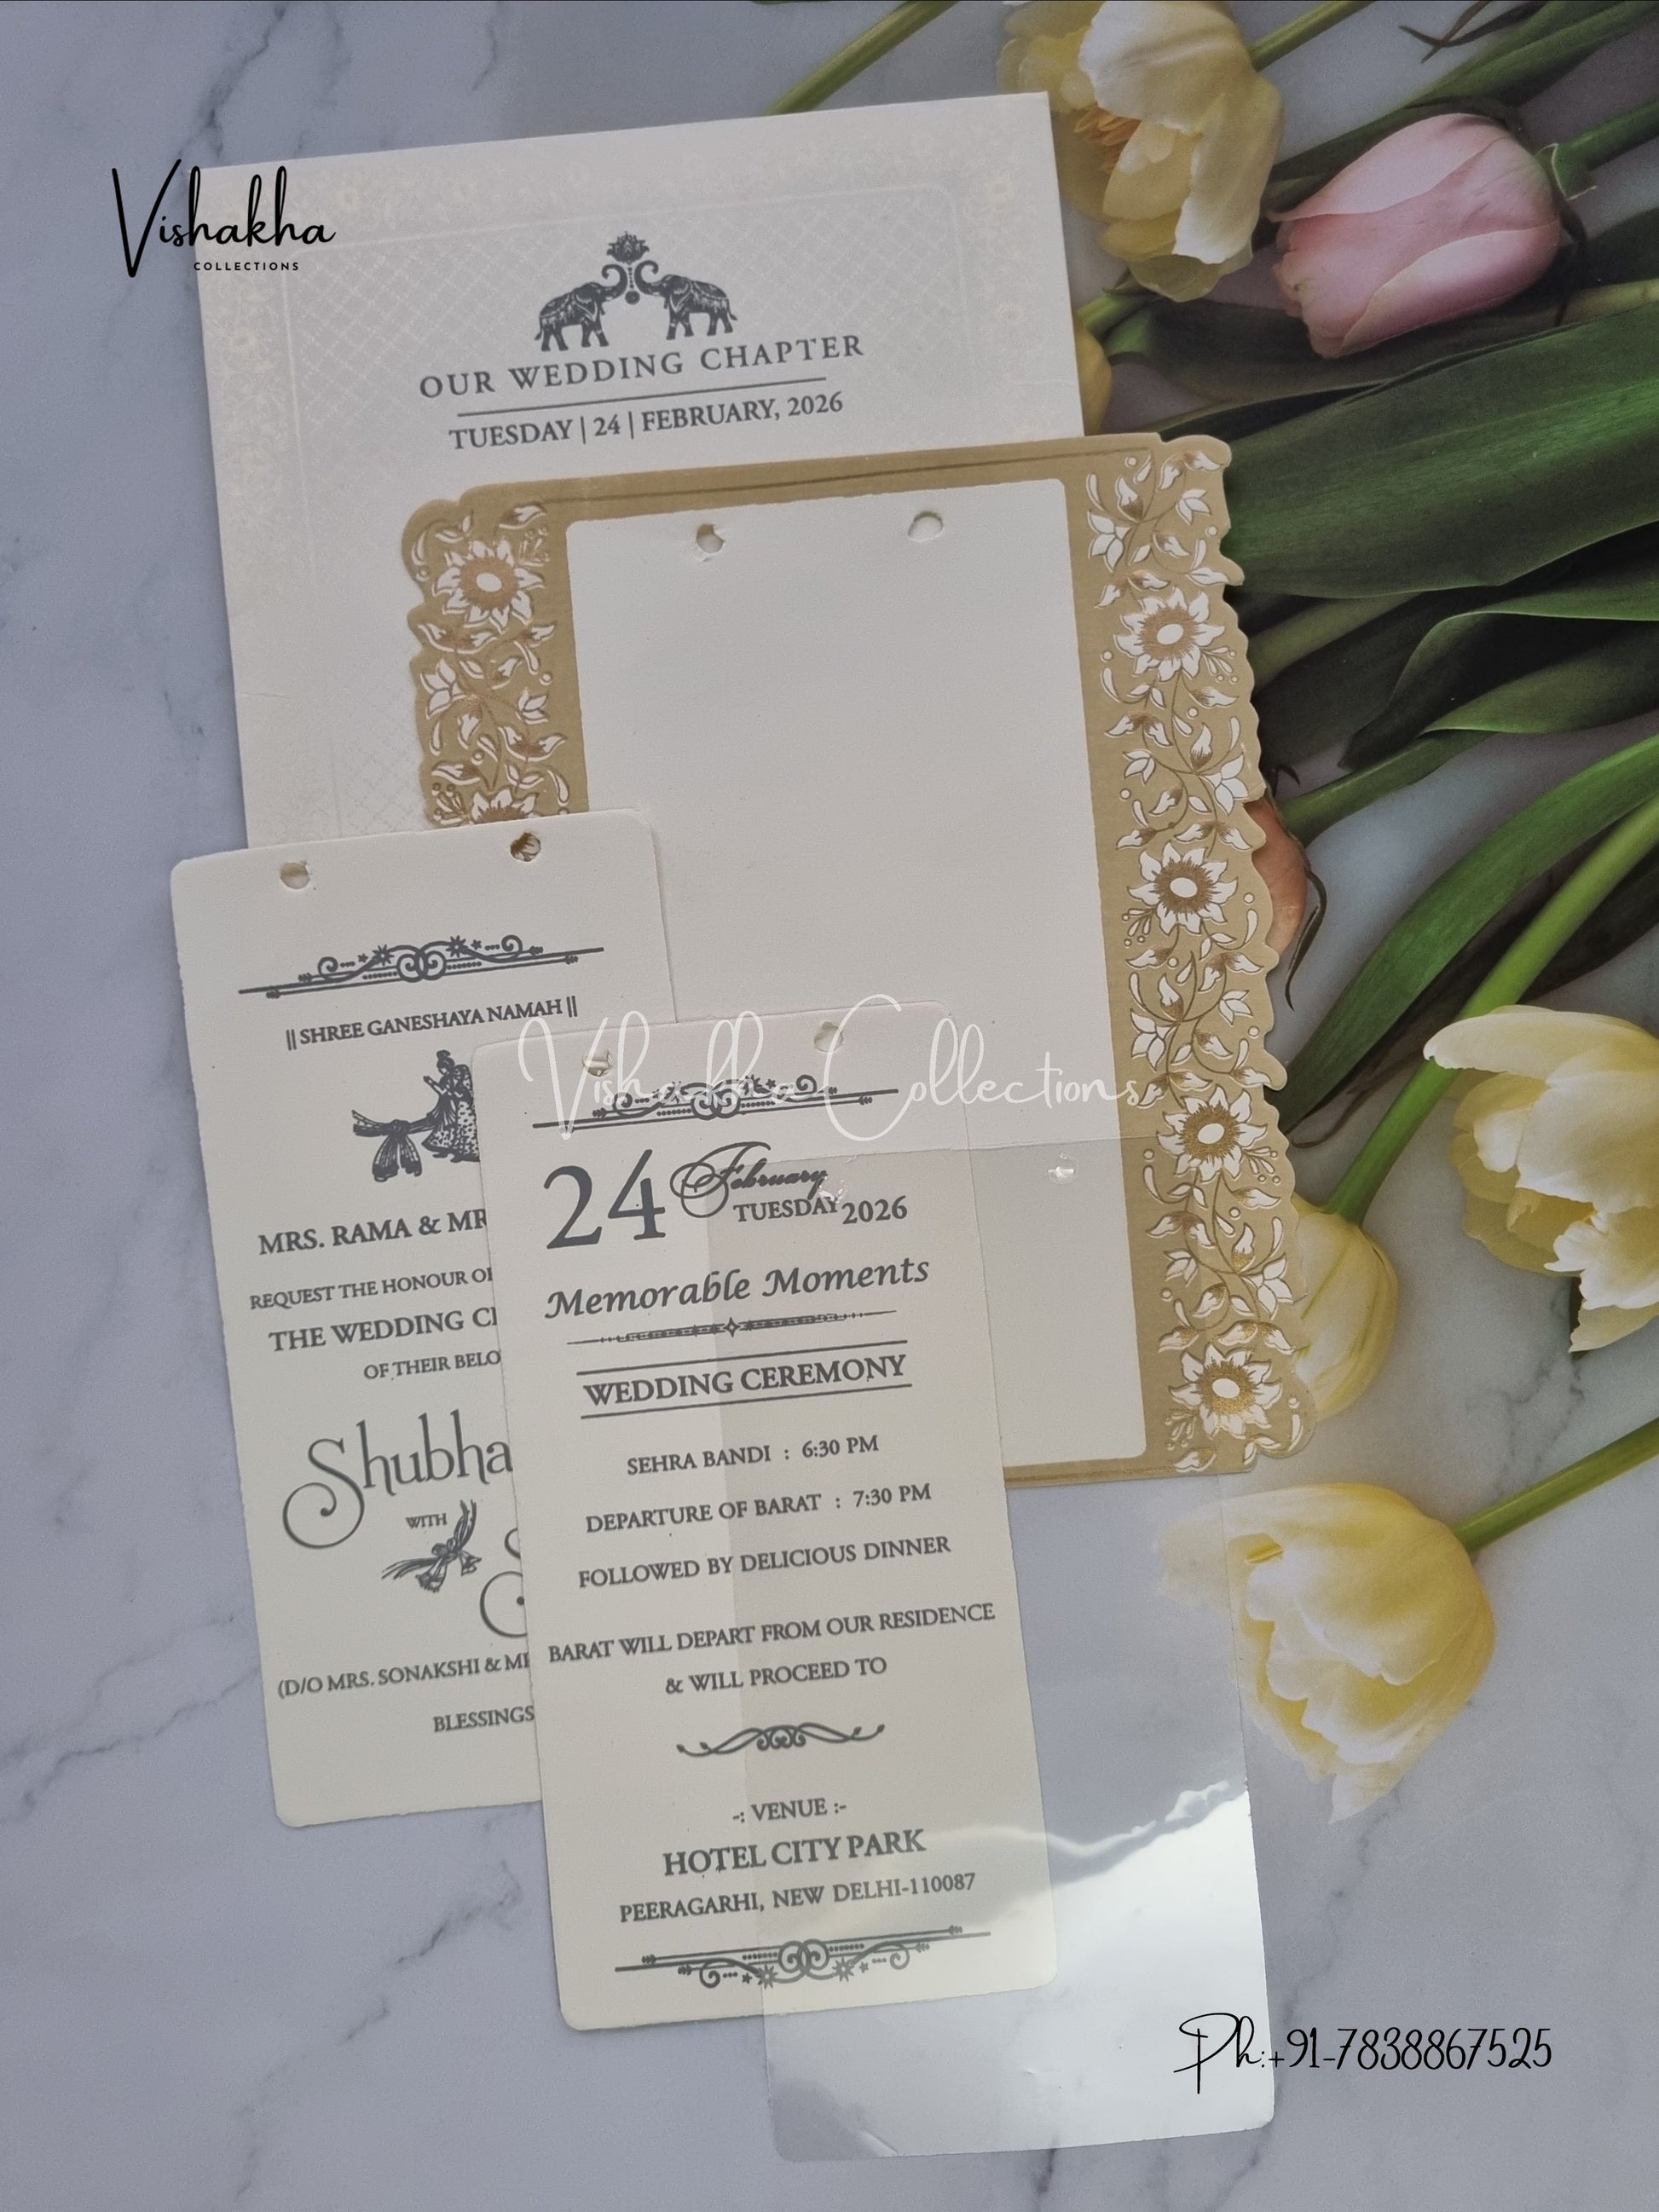 Vishakha
COLLECTIONS
OUR WEDDING CHAPTER
TUESDAY | 24 | FEBRUARY, 2026
|| SHREE GANESHAYA NAMAH ||
MRS. RAMA & MR
REQUEST THE HONOUR OF
THE WEDDING CE
OF THEIR BELO
Shubha
WITH
S
(D/O MRS. SONAKSHI & MR
BLESSINGS
Vishakha Collections
24 February
TUESDAY 2026
Memorable Moments
WEDDING CEREMONY
SEHRA BANDI : 6:30 PM
DEPARTURE OF BARAT : 7:30 PM
FOLLOWED BY DELICIOUS DINNER
BARAT WILL DEPART FROM OUR RESIDENCE
& WILL PROCEED TO
-: VENUE :-
HOTEL CITY PARK
PEERAGARHI, NEW DELHI-110087
Ph:+91-7838867525